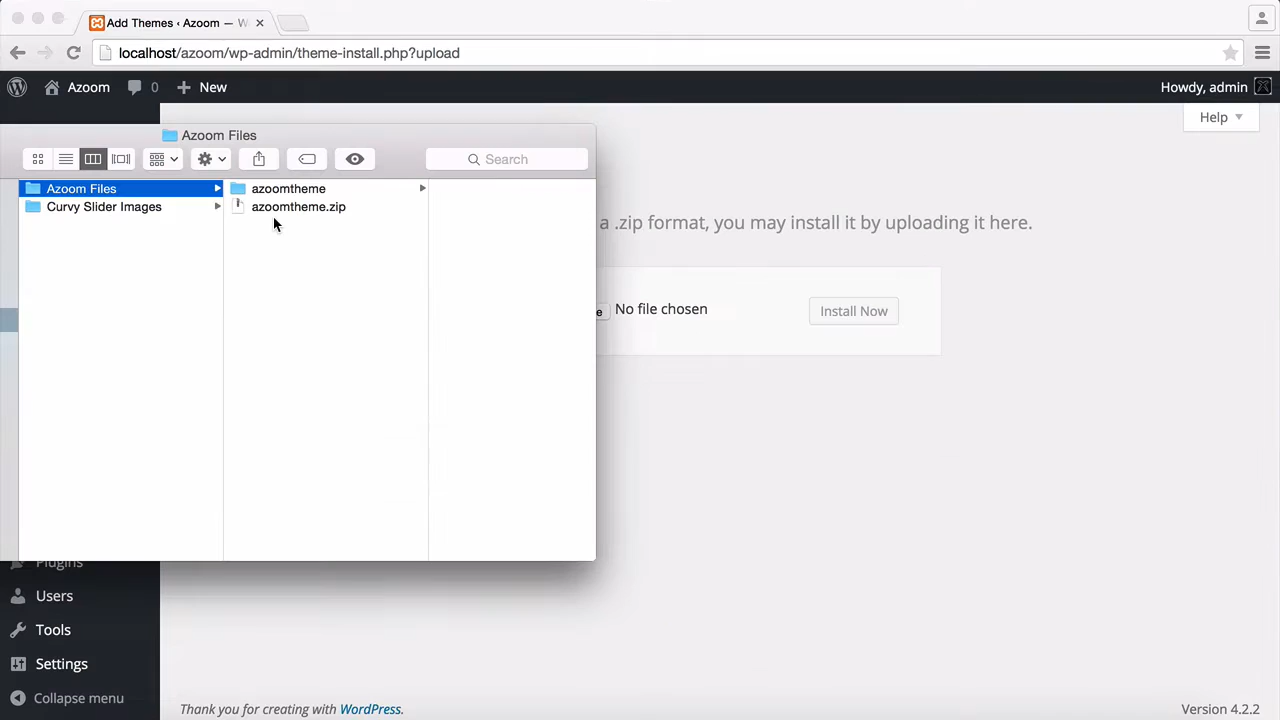 Add Themes ‹ Azoom — W
localhost/azoom/wp-admin/theme-install.php?upload
Azoom 0 New Howdy, admin
Help
Azoom Files
Search
Azoom Files
Curvy Slider Images
azoomtheme
azoomtheme.zip
a .zip format, you may install it by uploading it here.
e No file chosen Install Now
Plugins
Users
Tools
Settings
Collapse menu
Thank you for creating with WordPress. Version 4.2.2